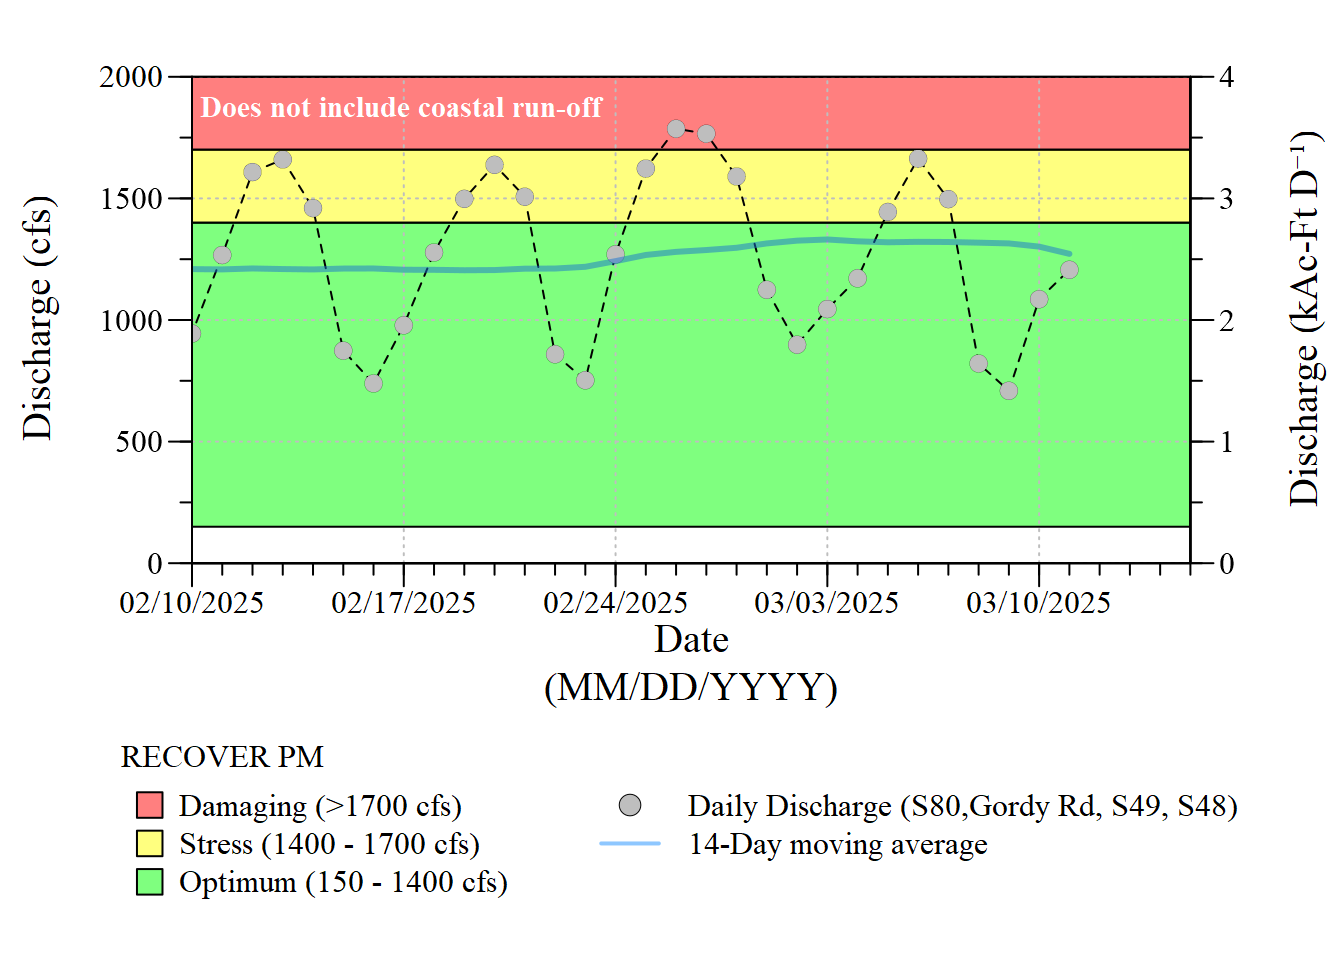 2000
1500
1000
500
0
Discharge (cfs)
Does not include coastal run-off
4
3
2
1
0
Discharge (kAc-Ft D⁻¹)
02/10/2025 02/17/2025 02/24/2025 03/03/2025 03/10/2025
Date
(MM/DD/YYYY)
RECOVER PM
Damaging (>1700 cfs)
Stress (1400 - 1700 cfs)
Optimum (150 - 1400 cfs)
Daily Discharge (S80,Gordy Rd, S49, S48)
14-Day moving average